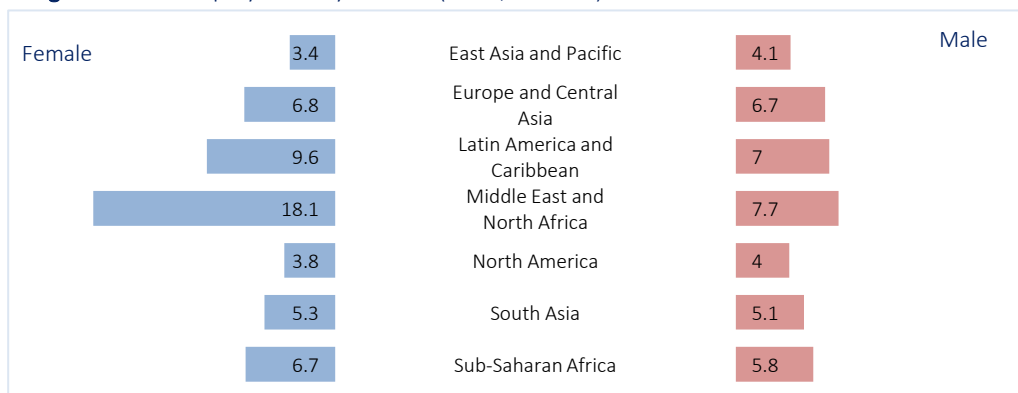 Female
Male
3.4 East Asia and Pacific 4.1
6.8 Europe and Central 6.7
Asia
9.6 Latin America and 7
Caribbean
18.1 Middle East and 7.7
North Africa
3.8 North America 4
5.3 South Asia 5.1
6.7 Sub-Saharan Africa 5.8